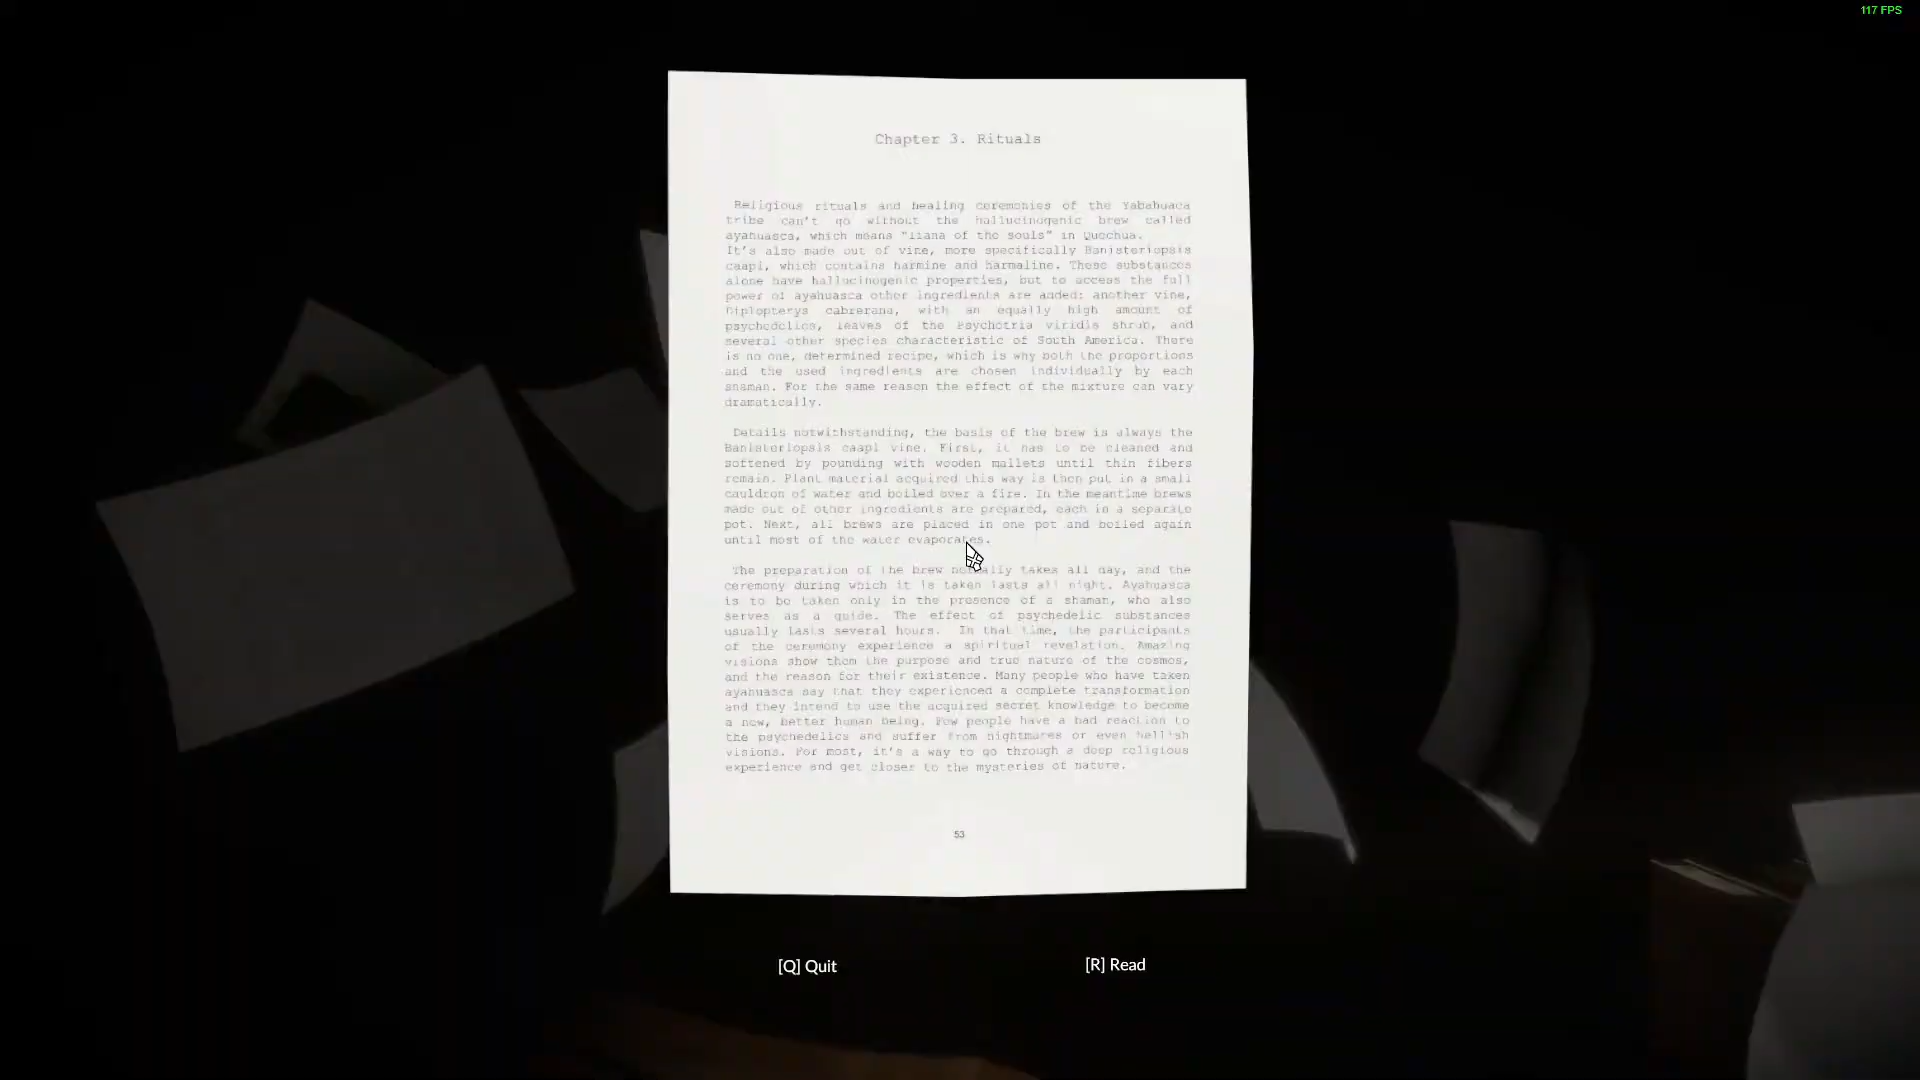 117 FPS
Chapter 3. Rituals
Religious rituals and healing ceremonies of the Yabahuaca
tribe can't go without the hallucinogenic brew called
ayahuasca, which means "liana of the souls" in Quechua.
It's also made out of vine, more specifically Banisteriopsis
caapi, which contains harmine and harmaline. These substances
alone have hallucinogenic properties, but to access the full
power of ayahuasca other ingredients are added: another vine,
Diplopterys cabrerana, with an equally high amount of
psychedelics, leaves of the Psychotria viridis shrub, and
several other species characteristic of South America. There
is no one, determined recipe, which is why both the proportions
and the used ingredients are chosen individually by each
shaman. For the same reason the effect of the mixture can vary
dramatically.
Details notwithstanding, the basis of the brew is always the
Banisteriopsis caapi vine. First, it has to be cleaned and
softened by pounding with wooden mallets until thin fibers
remain. Plant material acquired this way is then put in a small
cauldron of water and boiled over a fire. In the meantime brews
made out of other ingredients are prepared, each in a separate
pot. Next, all brews are placed in one pot and boiled again
until most of the water evaporates.
The preparation of the brew normally takes all day, and the
ceremony during which it is taken lasts all night. Ayahuasca
is to be taken only in the presence of a shaman, who also
serves as a guide. The effect of psychedelic substances
usually lasts several hours. In that time, the participants
of the ceremony experience a spiritual revelation. Amazing
visions show them the purpose and true nature of the cosmos,
and the reason for their existence. Many people who have taken
ayahuasca say that they experienced a complete transformation
and they intend to use the acquired secret knowledge to become
a new, better human being. Few people have a bad reaction to
the psychedelics and suffer from nightmares or even hellish
visions. For most, it's a way to go through a deep religious
experience and get closer to the mysteries of nature.
53
[Q] Quit
[R] Read